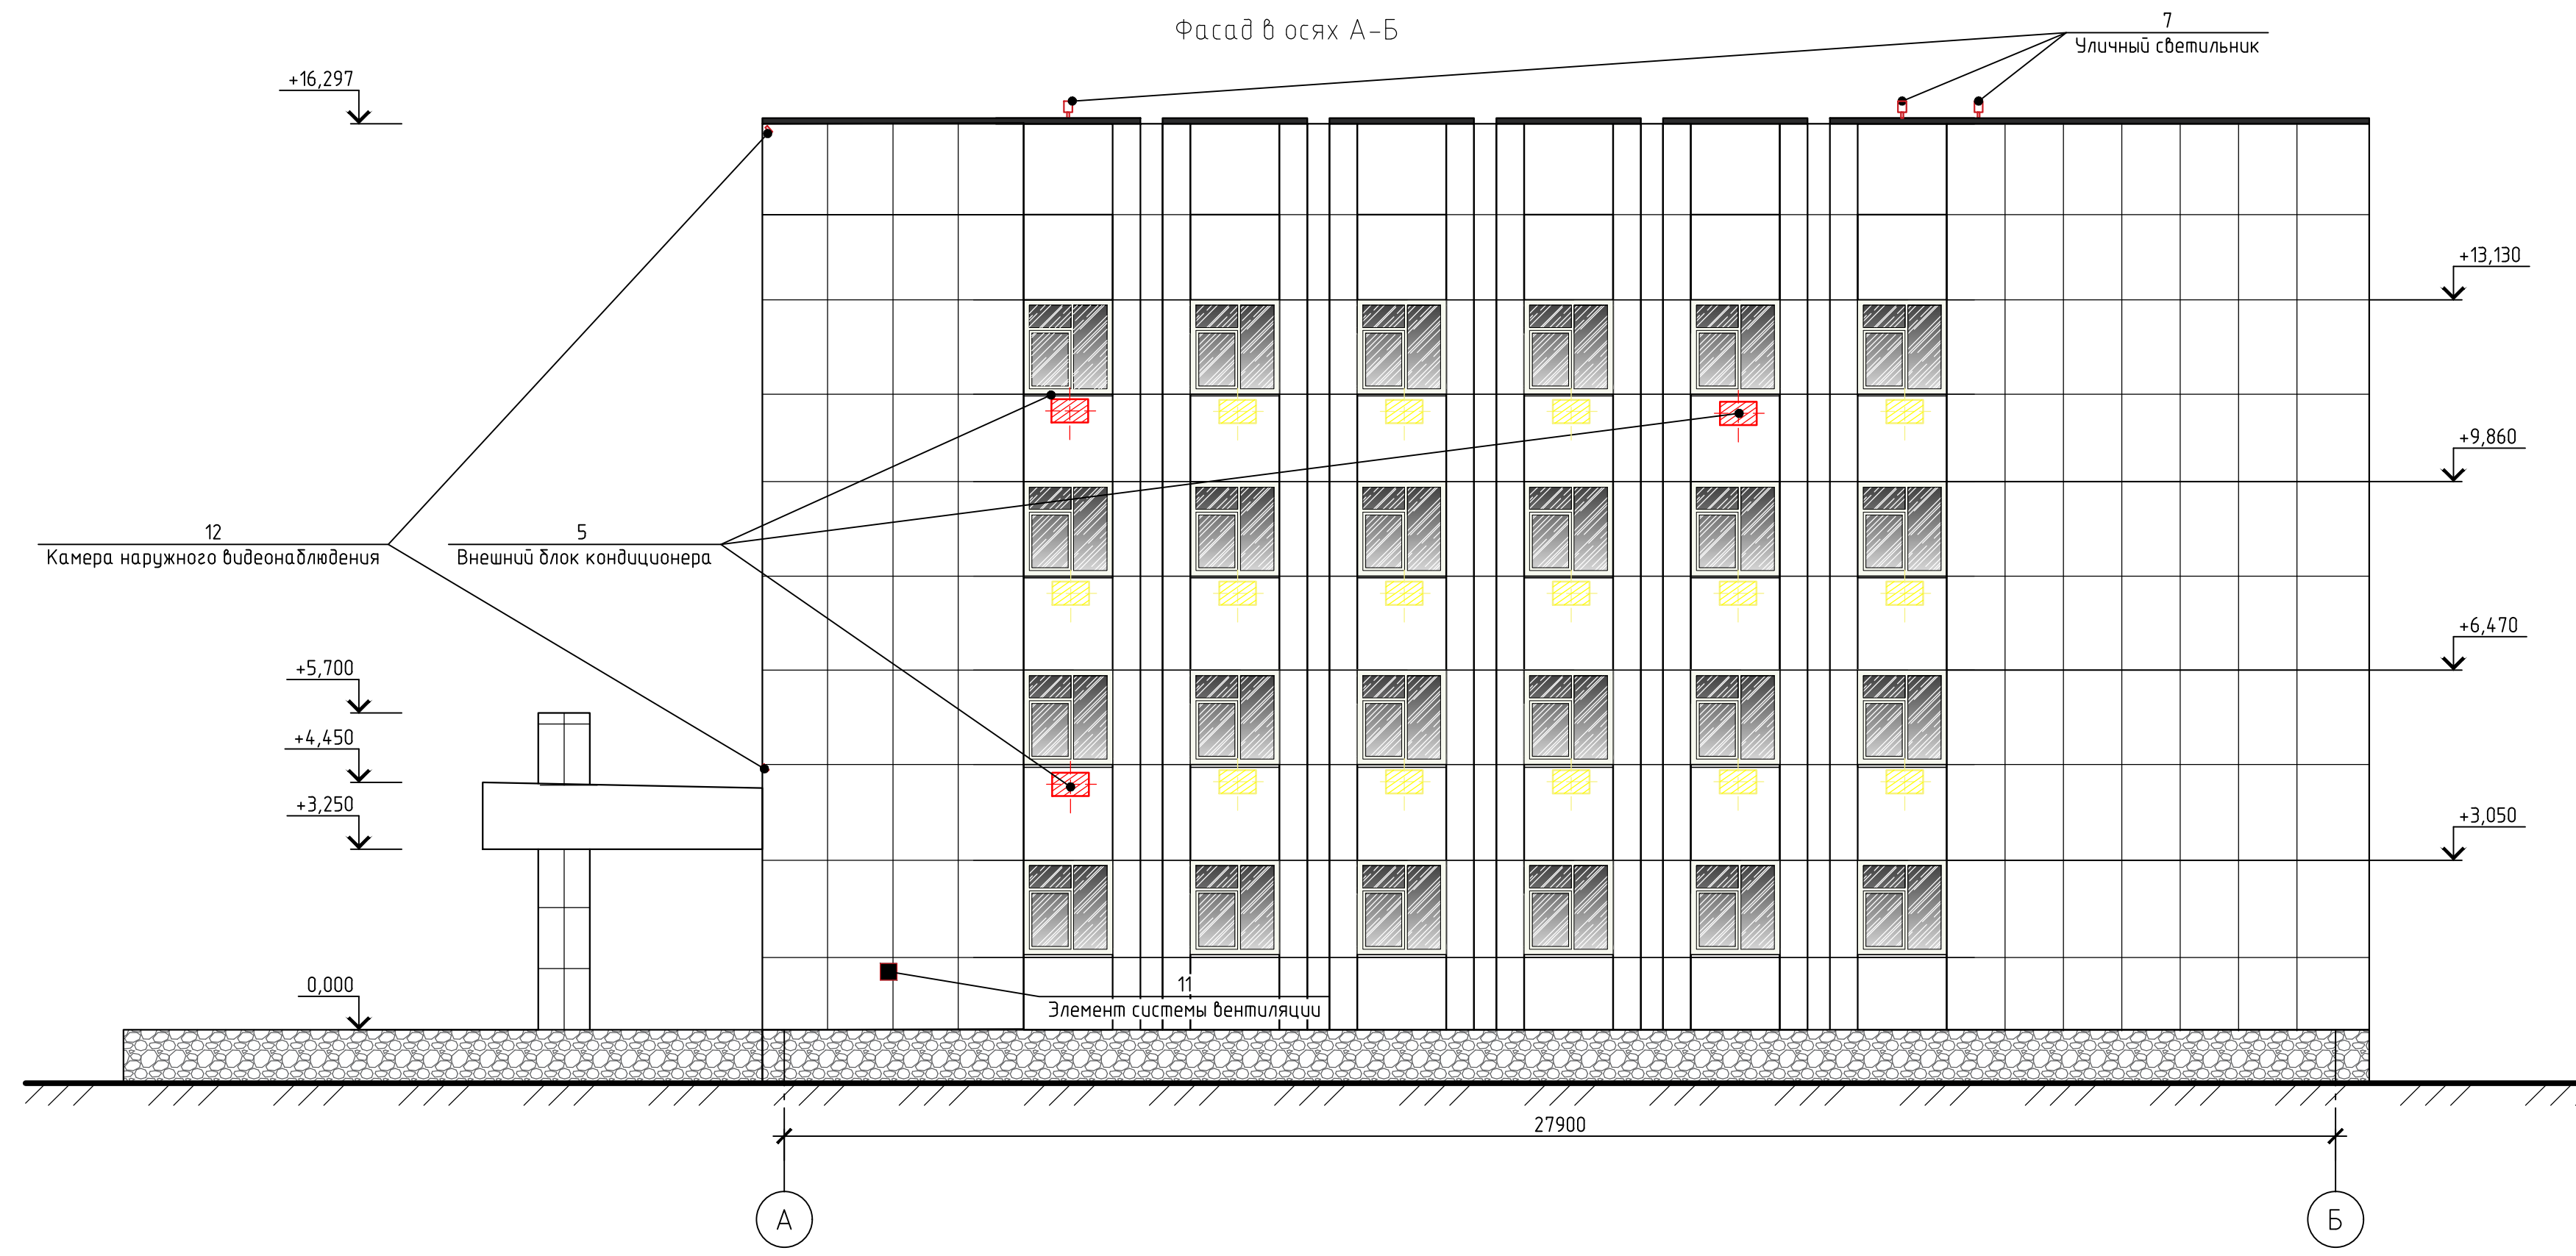 Фасад в осях А-Б
7
Уличный светильник
+16,297
+13,130
+9,860
12
Камера наружного видеонаблюдения
5
Внешний блок кондиционера
+6,470
+5,700
+4,450
+3,250
+3,050
0,000
11
Элемент системы вентиляции
27900
А
Б